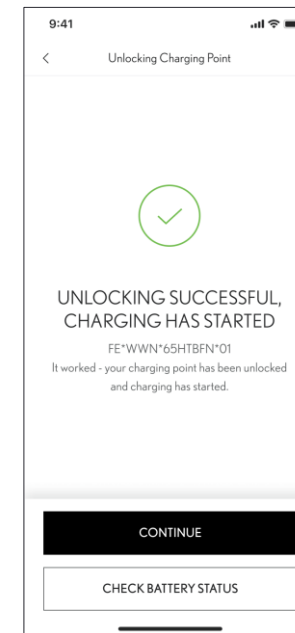 9:41
Unlocking Charging Point
UNLOCKING SUCCESSFUL,
CHARGING HAS STARTED
FE*WWN*65HTBFN*01
It worked - your charging point has been unlocked
and charging has started.
CONTINUE
CHECK BATTERY STATUS